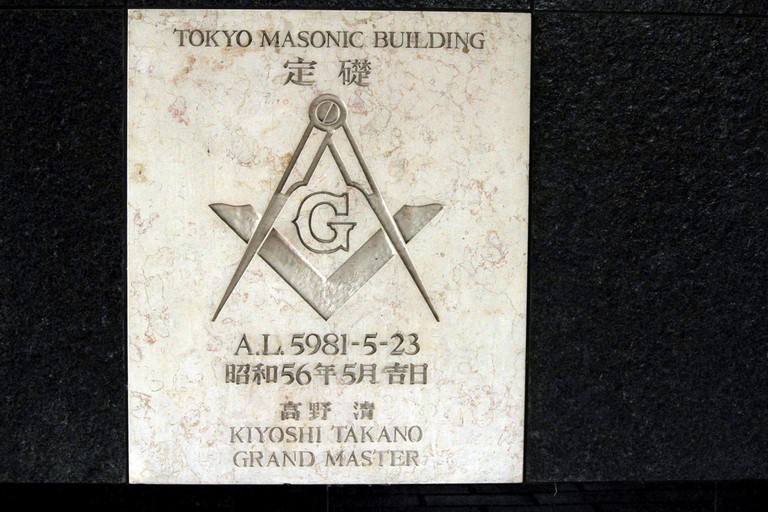 TOKYO MASONIC BUILDING
定礎
G
A.L. 5981-5-23
昭和56年5月吉日
高野 清
KIYOSHI TAKANO
GRAND MASTER